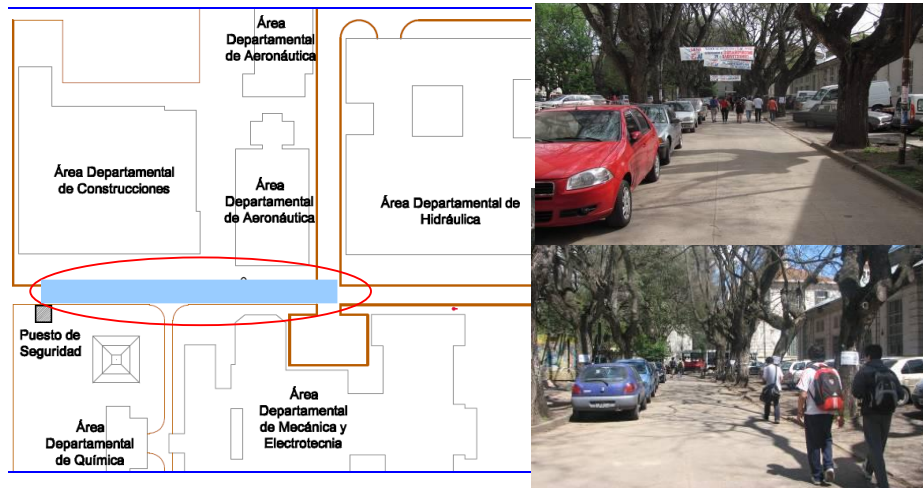 Área
Departamental
de Aeronáutica
Área Departamental
de Construcciones
Área
Departamental
de Aeronáutica
Área Departamental de
Hidráulica
Puesto de
Seguridad
Área
Departamental
de Mecánica y
Electrotecnia
Área
Departamental
de Química